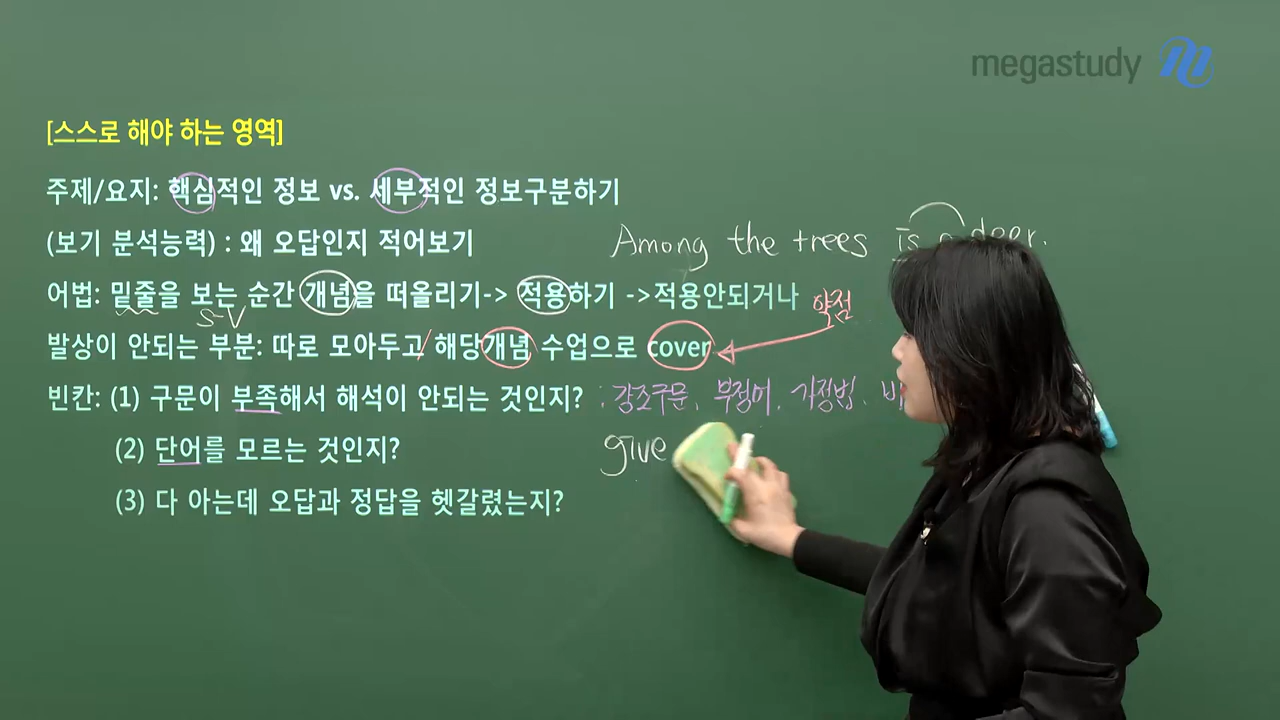 megastudy
[스스로 해야 하는 영역]
주제/요지: 핵심적인 정보 vs. 세부적인 정보구분하기
(보기 분석능력) : 왜 오답인지 적어보기
Among the trees is a deer.
어법: 밑줄을 보는 순간 개념을 떠올리기-> 적용하기 ->적용안되거나
S-V
약점
발상이 안되는 부분: 따로 모아두고/ 해당개념 수업으로 cover
빈칸: (1) 구문이 부족해서 해석이 안되는 것인지? : 강조구문, 부정어, 가정법,
(2) 단어를 모르는 것인지?
give
(3) 다 아는데 오답과 정답을 헷갈렸는지?